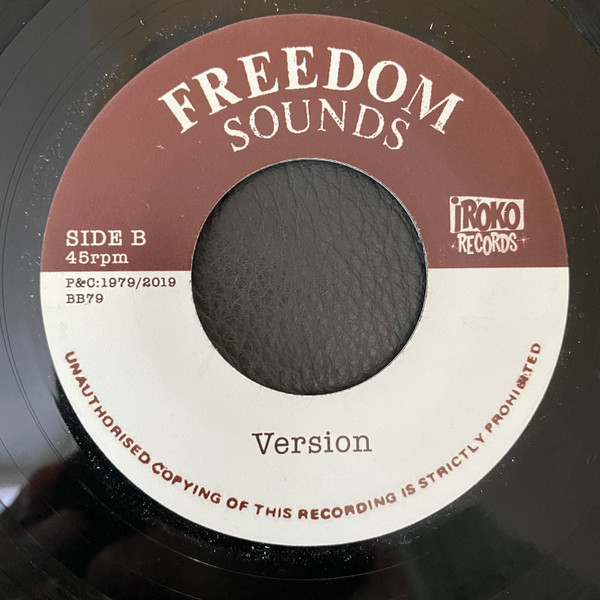 FREEDOM
SOUNDS
SIDE B
45rpm
P&C:1979/2019
BB79
iROKO
RECORDS
Version
UNAUTHORISED COPYING OF THIS RECORDING IS STRICTLY PROHIBITED